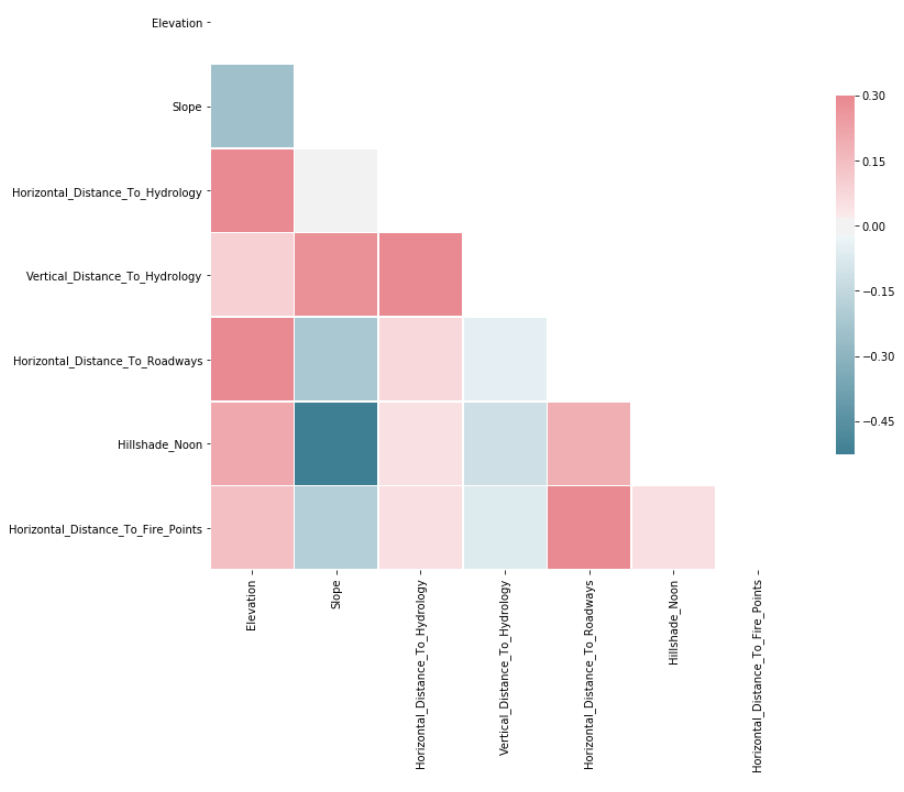 Elevation
Slope
Horizontal_Distance_To_Hydrology
Vertical_Distance_To_Hydrology
Horizontal_Distance_To_Roadways
Hillshade_Noon
Horizontal_Distance_To_Fire_Points
0.30
0.15
0.00
−0.15
−0.30
−0.45
Elevation
Slope
Horizontal_Distance_To_Hydrology
Vertical_Distance_To_Hydrology
Horizontal_Distance_To_Roadways
Hillshade_Noon
Horizontal_Distance_To_Fire_Points